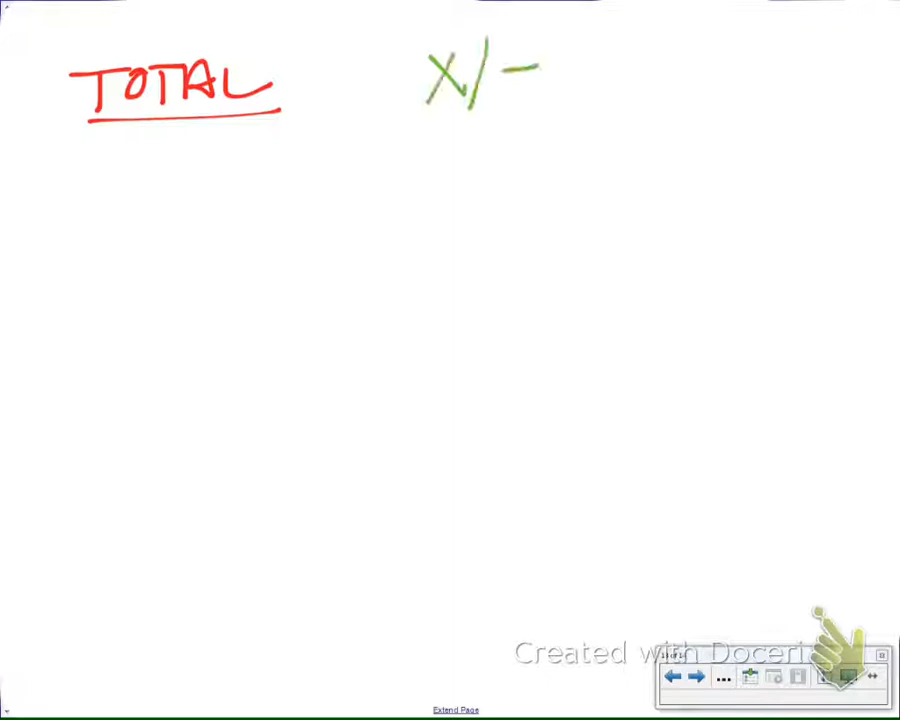 TOTAL X/-
Created with Doceri
Extend Page